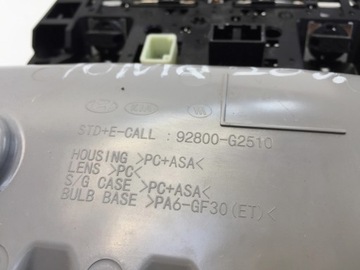 STD+E-CALL : 92800-G2510
HOUSING >PC+ASA<
LENS >PC<
S/G CASE >PC+ASA<
BULB BASE >PA6-GF30(ET)<